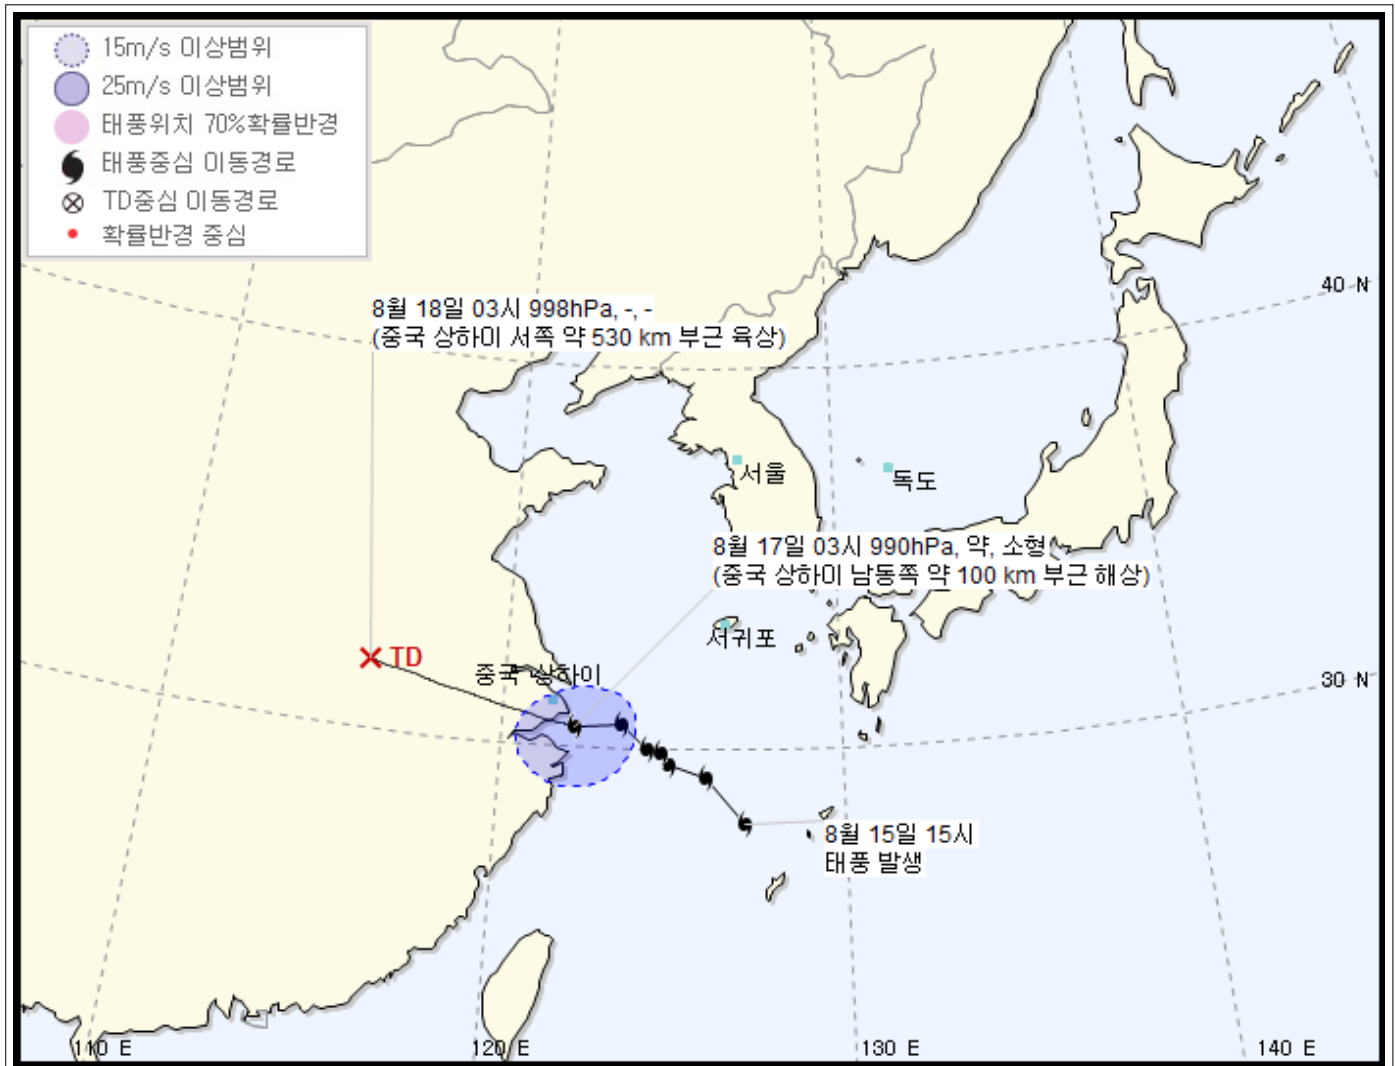 15m/s 이상범위
25m/s 이상범위
태풍위치 70%확률반경
태풍중심 이동경로
TD중심 이동경로
확률반경 중심
40 N
8월 18일 03시 998hPa, -, -
(중국 상하이 서쪽 약 530 km 부근 육상)
서울
독도
8월 17일 03시 990hPa, 약, 소형
(중국 상하이 남동쪽 약 100 km 부근 해상)
서귀포
TD
중국 상하이
30 N
8월 15일 15시
태풍 발생
110 E
120 E
130 E
140 E